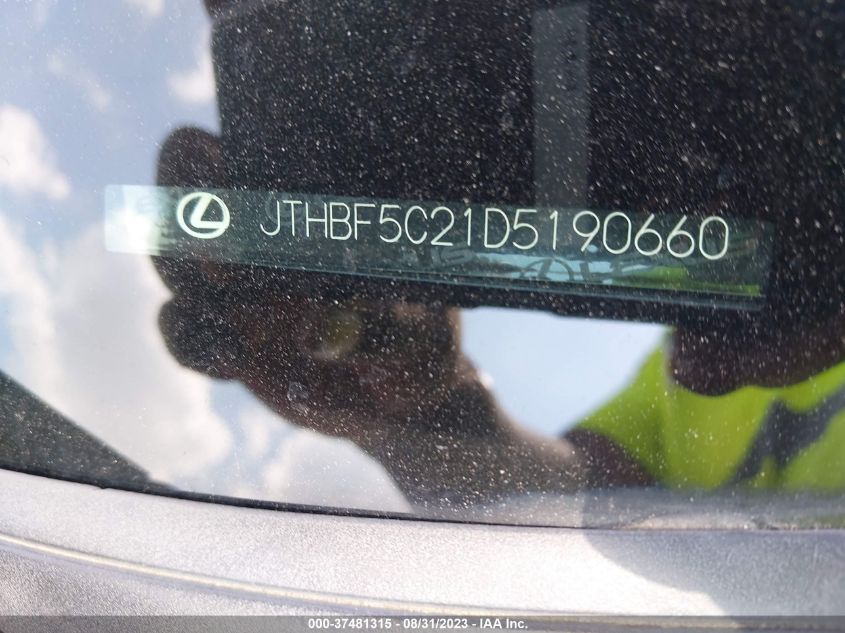 JTHBF5C21D5190660
000-37481315 - 08/31/2023 - IAA Inc.